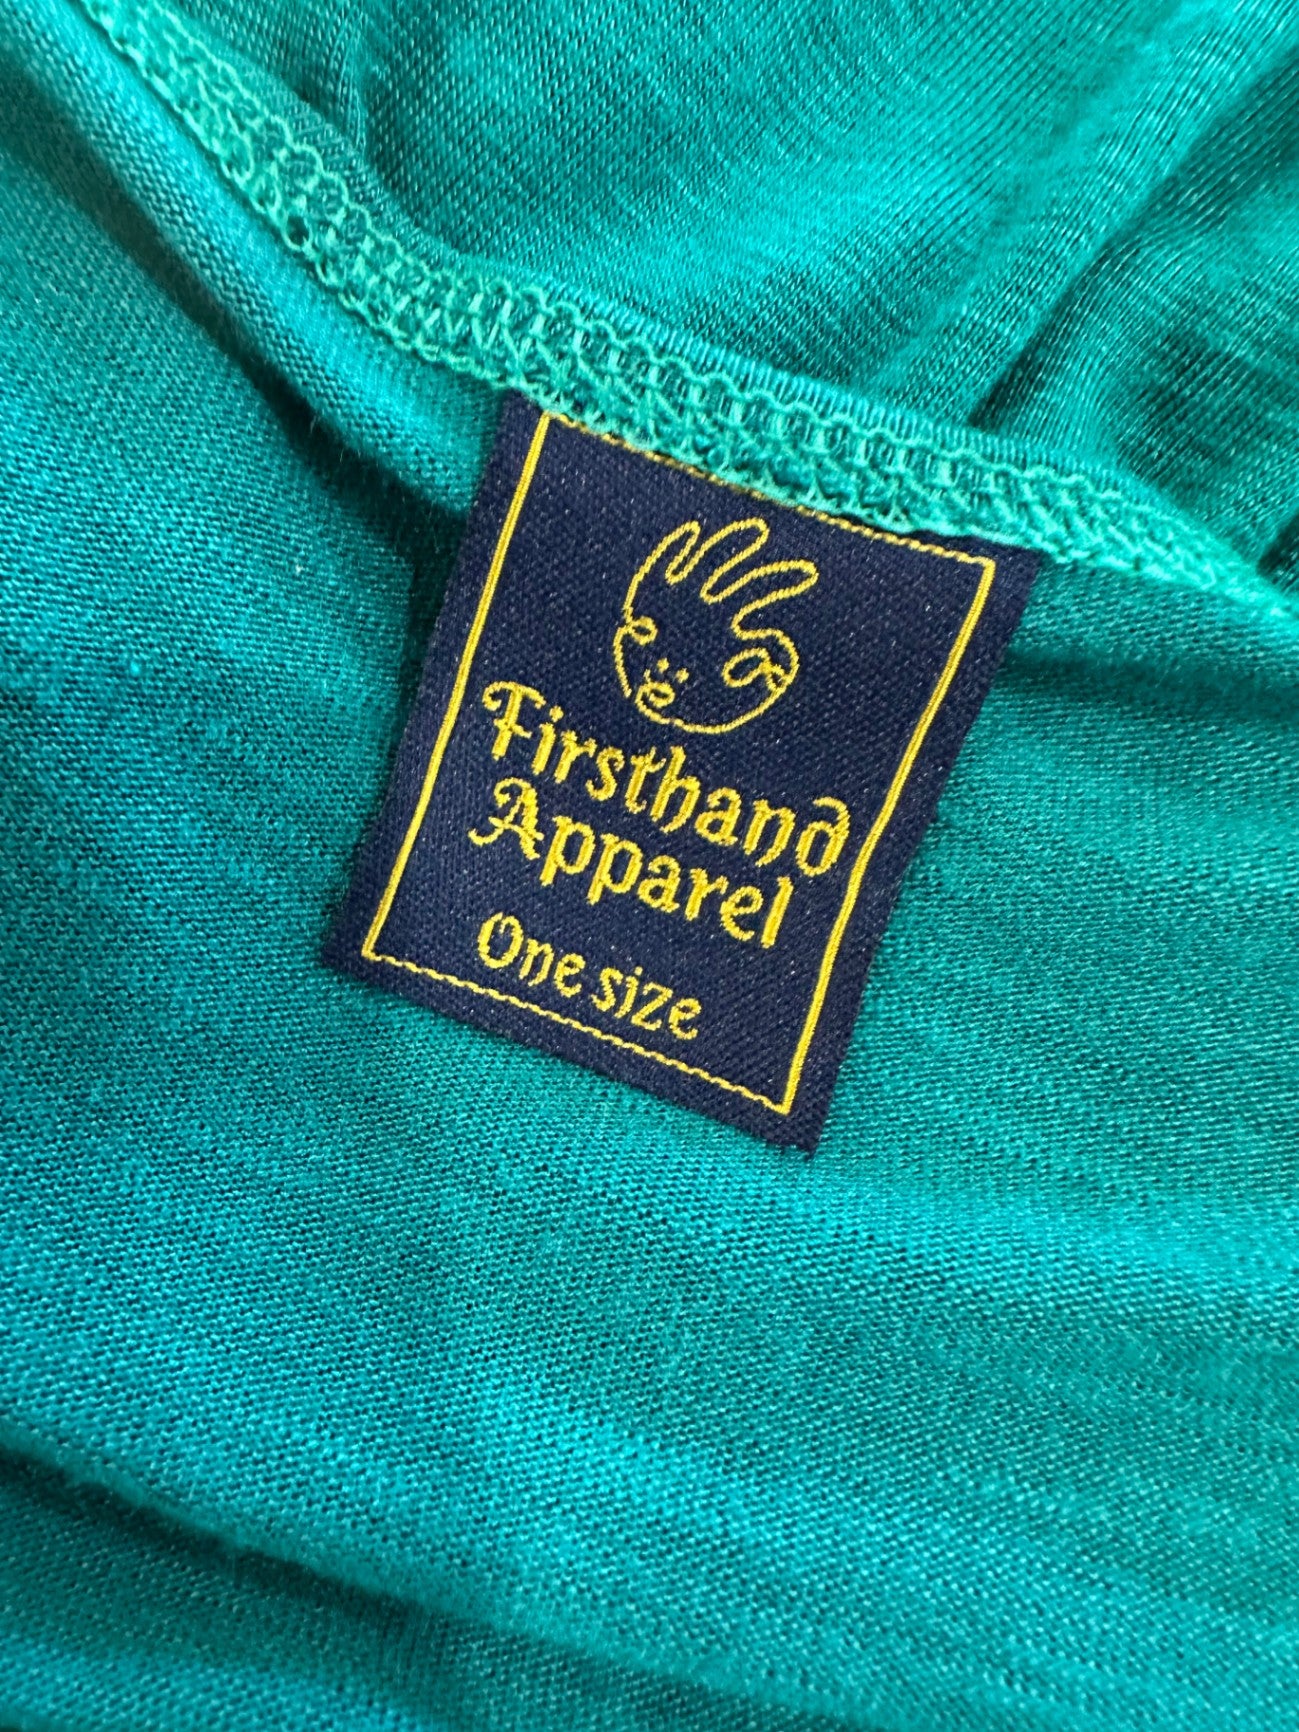 Firsthand
Apparel
One size